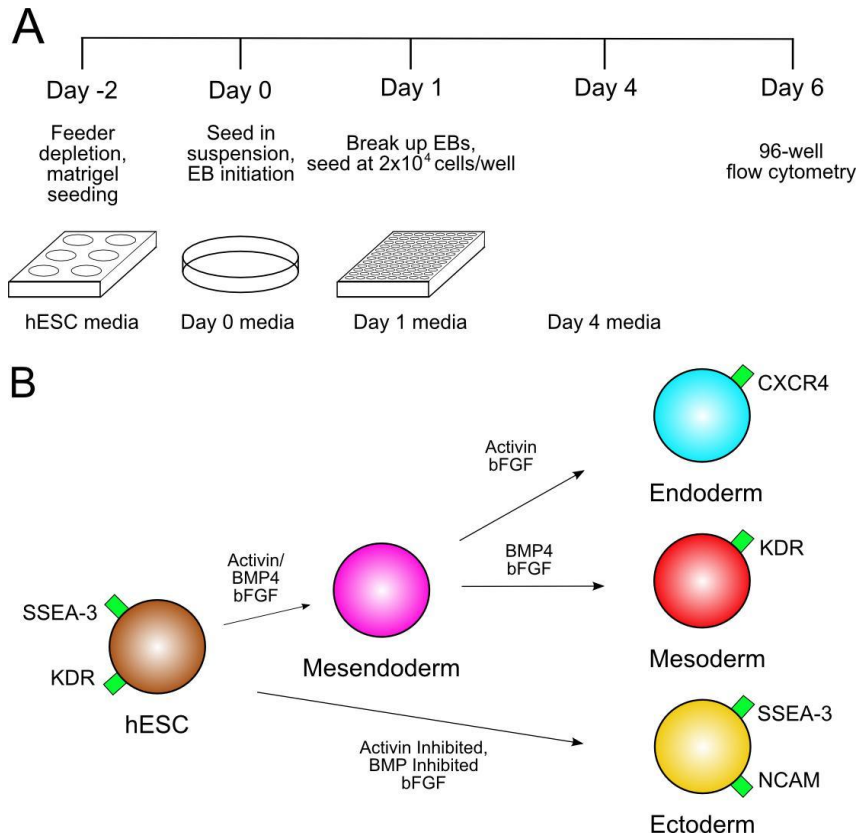 A
Day -2
Day 0
Day 1
Day 4
Day 6
Feeder
depletion,
matrigel
seeding
Seed in
suspension,
EB initiation
Break up EBs,
seed at 2x10⁴ cells/well
96-well
flow cytometry
hESC media
Day 0 media
Day 1 media
Day 4 media
B
CXCR4
Activin
bFGF
Endoderm
Activin/
BMP4
bFGF
BMP4
bFGF
KDR
SSEA-3
KDR
hESC
Mesendoderm
Mesoderm
Activin Inhibited,
BMP Inhibited
bFGF
SSEA-3
NCAM
Ectoderm